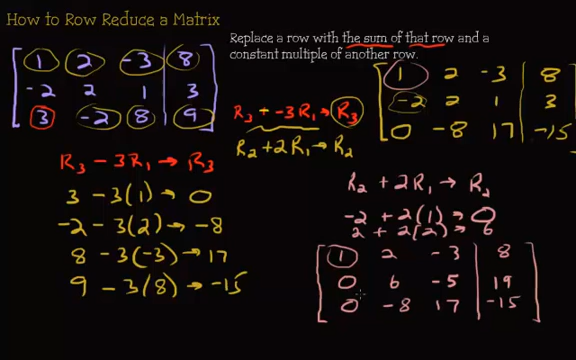 How to Row Reduce a Matrix
Replace a row with the sum of that row and a
constant multiple of another row.
1 2 -3 8
-2 2 1 3
3 -2 8 9
R3 + -3R1 → R3
R2 + 2R1 → R2
1 2 -3 8
-2 2 1 3
0 -8 17 -15
R3 - 3R1 → R3
3 - 3(1) → 0
-2 - 3(2) → -8
8 - 3(-3) → 17
9 - 3(8) → -15
R2 + 2R1 → R2
-2 + 2(1) → 0
2 + 2(2) → 6
1 2 -3 8
0 6 -5 19
0 -8 17 -15